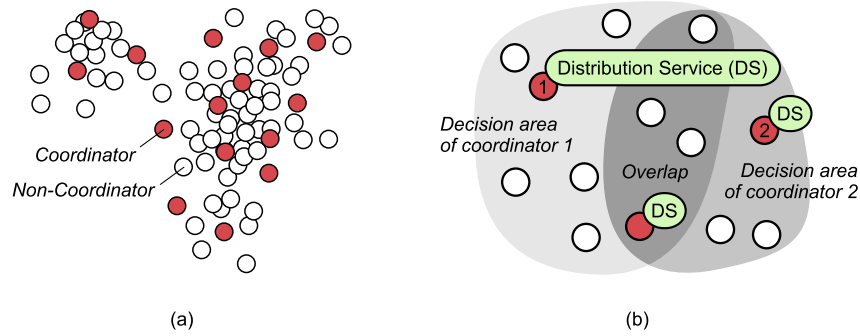 Coordinator
Non-Coordinator
(a)
Distribution Service (DS)
1
DS
2
Decision area
of coordinator 1
Overlap
Decision area
of coordinator 2
DS
(b)